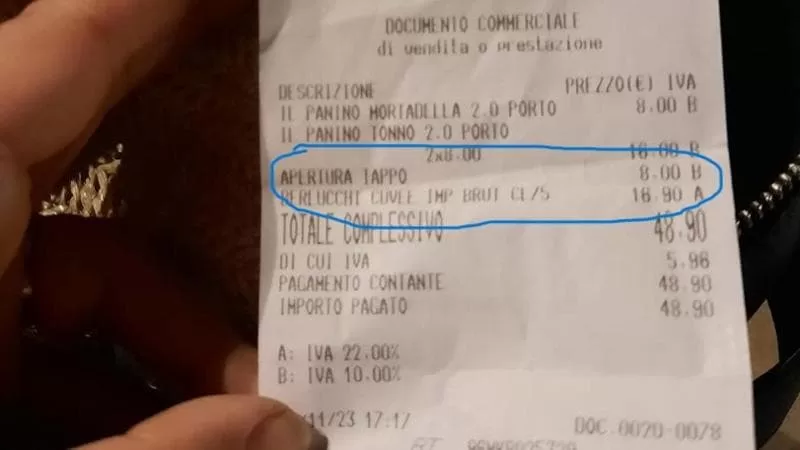 DOCUMENTO COMMERCIALE
di vendita o prestazione
DESCRIZIONE PREZZO(€) IVA
IL PANINO MORTADELLA 2.0 PORTO 8.00 B
IL PANINO TONNO 2.0 PORTO
2x8.00 16.00 B
APERTURA TAPPO 8.00 B
BERLUCCHI CUVEE IMP BRUT CL75 16.90 A
TOTALE COMPLESSIVO 48.90
DI CUI IVA 5.96
PAGAMENTO CONTANTE 48.90
IMPORTO PAGATO 48.90
A: IVA 22.00%
B: IVA 10.00%
11/23 17:17 DOC.0020-0078
RT